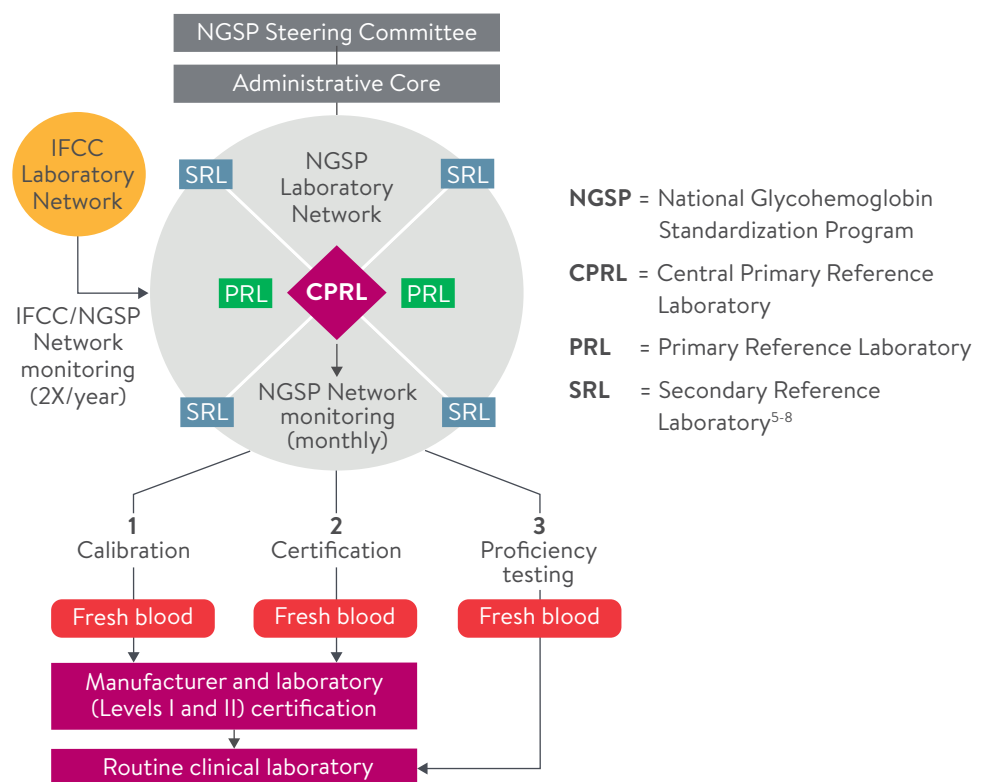 NGSP Steering Committee
Administrative Core
IFCC
Laboratory
Network
IFCC/NGSP
Network
monitoring
(2X/year)
SRL
NGSP
Laboratory
Network
SRL
PRL
CPRL
PRL
SRL
NGSP Network
monitoring
(monthly)
SRL
NGSP = National Glycohemoglobin
Standardization Program
CPRL = Central Primary Reference
Laboratory
PRL = Primary Reference Laboratory
SRL = Secondary Reference
Laboratory5-8
1
Calibration
2
Certification
3
Proficiency
testing
Fresh blood
Fresh blood
Fresh blood
Manufacturer and laboratory
(Levels I and II) certification
Routine clinical laboratory